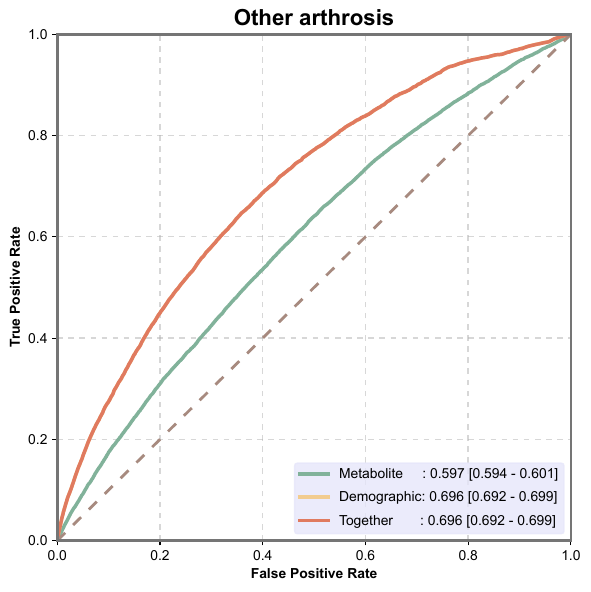 Other arthrosis
True Positive Rate
1.0
0.8
0.6
0.4
0.2
0.0
Metabolite : 0.597 [0.594 - 0.601]
Demographic: 0.696 [0.692 - 0.699]
Together : 0.696 [0.692 - 0.699]
0.0 0.2 0.4 0.6 0.8 1.0
False Positive Rate